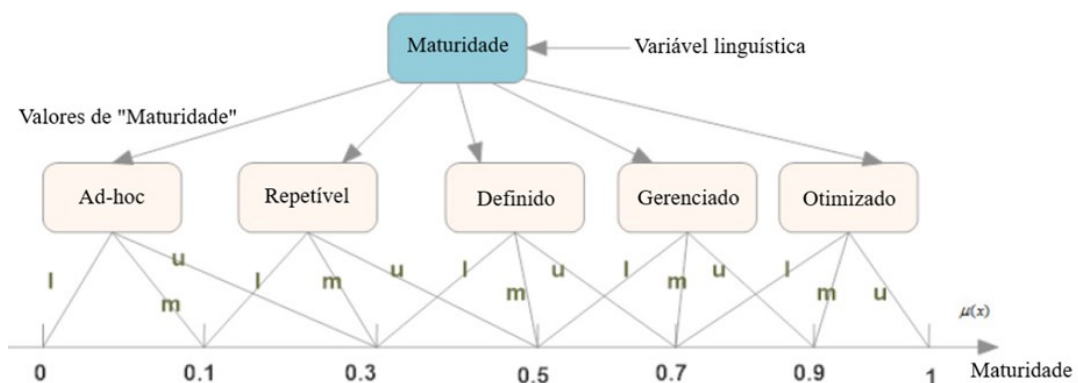 Maturidade
Variável linguística
Valores de "Maturidade"
Ad-hoc
Repetível
Definido
Gerenciado
Otimizado
l
m
u
l
m
u
l
m
u
l
m
u
l
m
u
μ(x)
0
0.1
0.3
0.5
0.7
0.9
1
Maturidade